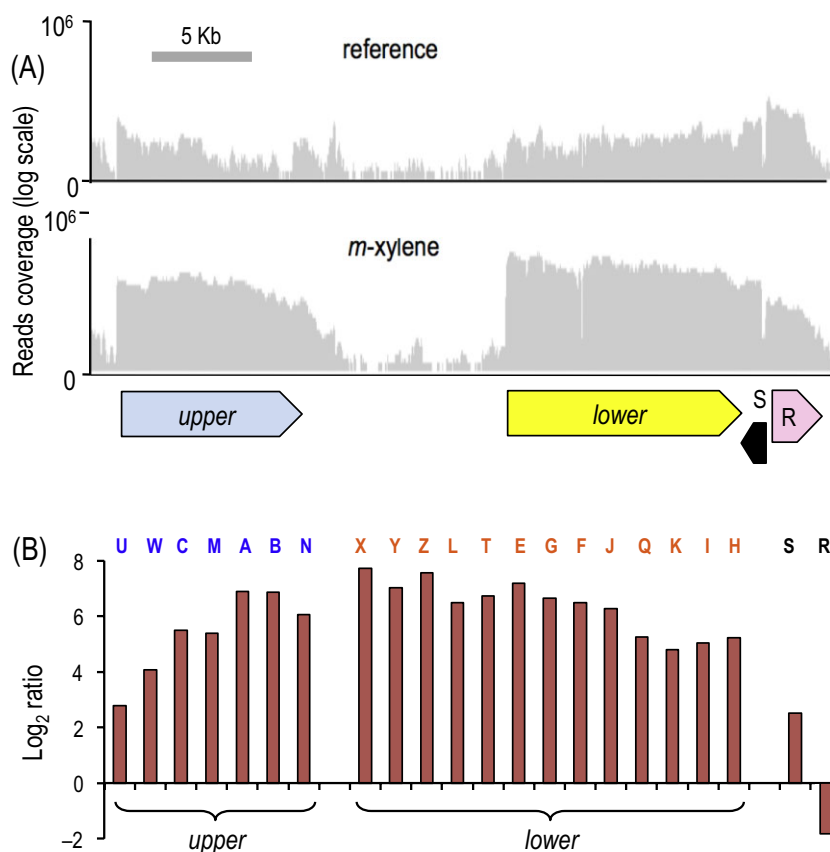 (A)
Reads coverage (log scale)
10⁶
5 Kb
reference
0
10⁶
m-xylene
0
upper
lower
S
R
(B)
U W C M A B N X Y Z L T E G F J Q K I H S R
Log₂ ratio
8
6
4
2
0
–2
upper
lower